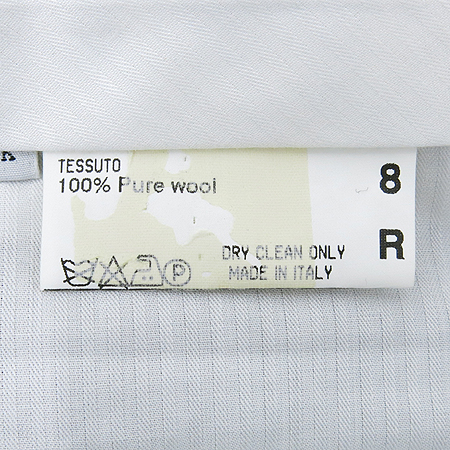 K
TESSUTO
100% Pure wool
8
R
P
DRY CLEAN ONLY
MADE IN ITALY